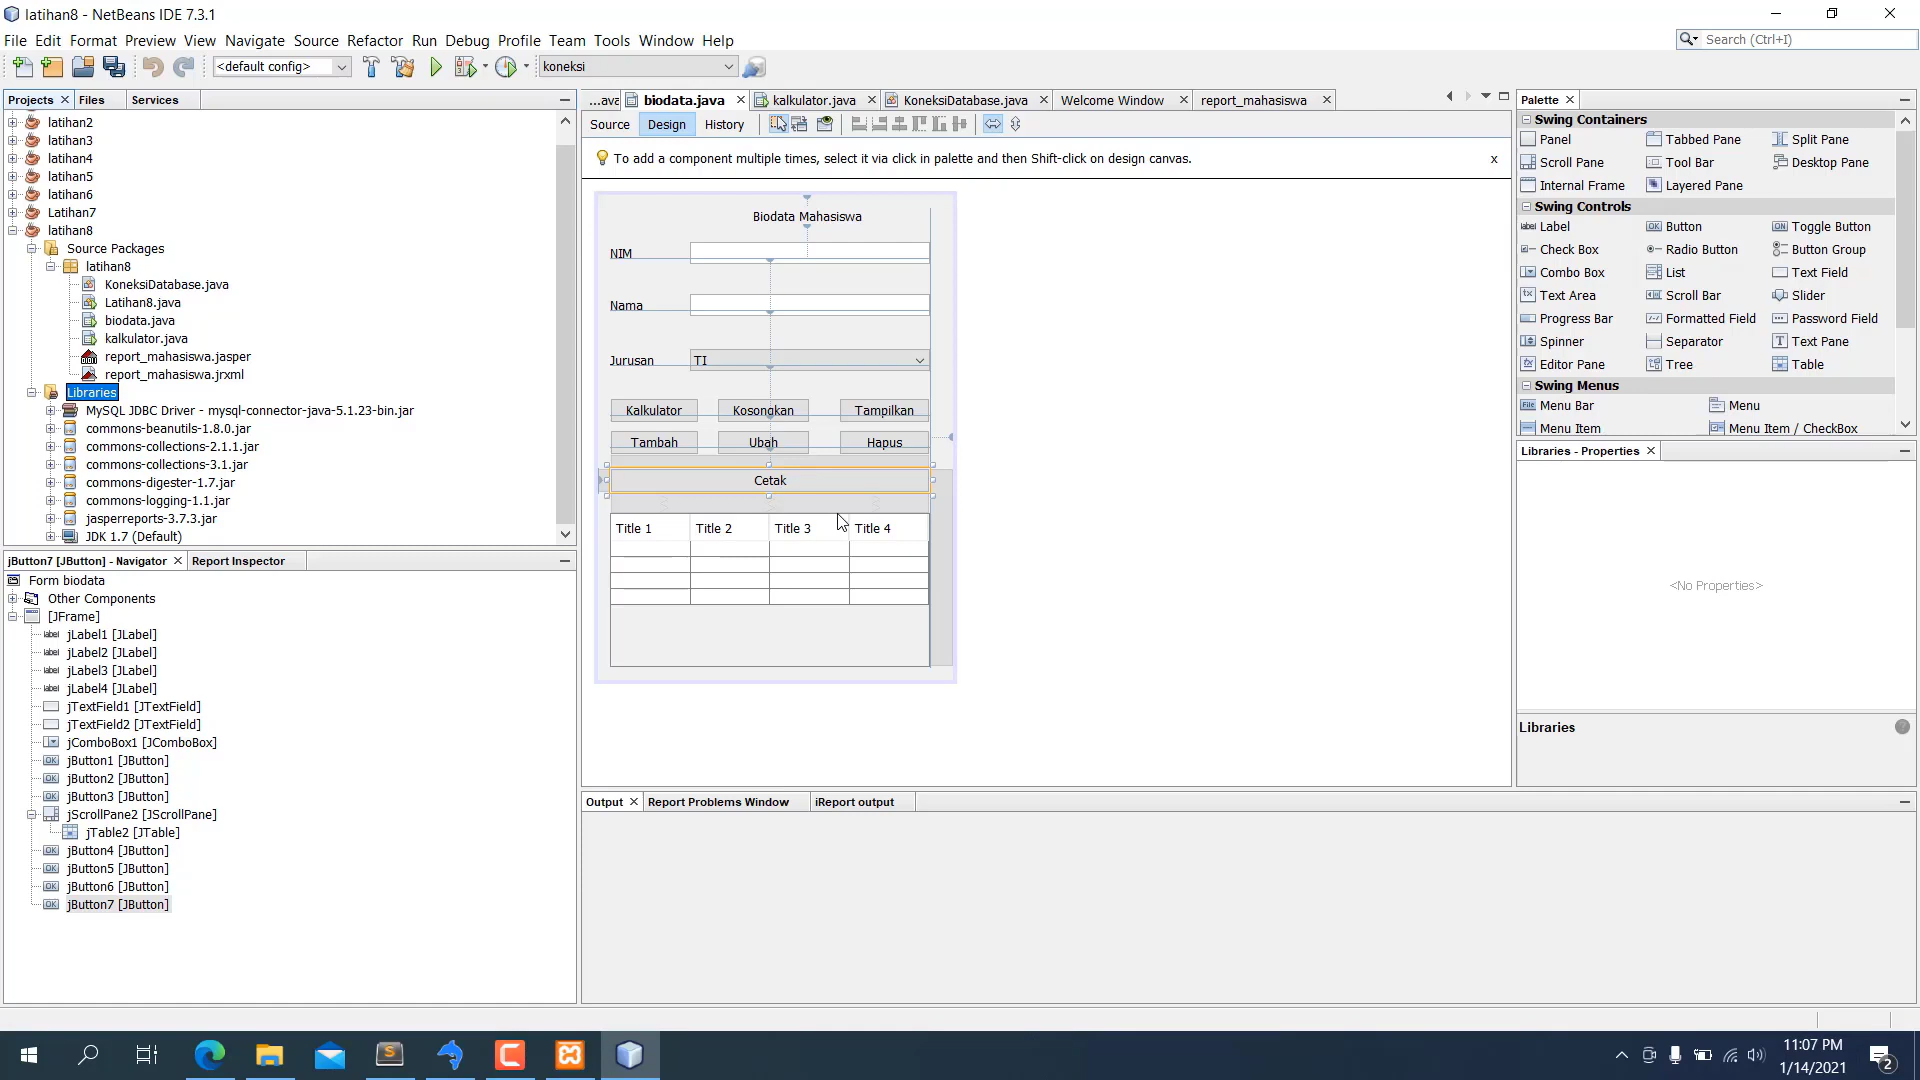 latihan8 - NetBeans IDE 7.3.1
File Edit Format Preview View Navigate Source Refactor Run Debug Profile Team Tools Window Help
Search (Ctrl+I)
<default config>
koneksi
Projects
Files
Services
latihan2
latihan3
latihan4
latihan5
latihan6
Latihan7
latihan8
Source Packages
latihan8
KoneksiDatabase.java
Latihan8.java
biodata.java
kalkulator.java
report_mahasiswa.jasper
report_mahasiswa.jrxml
Libraries
MySQL JDBC Driver - mysql-connector-java-5.1.23-bin.jar
commons-beanutils-1.8.0.jar
commons-collections-2.1.1.jar
commons-collections-3.1.jar
commons-digester-1.7.jar
commons-logging-1.1.jar
jasperreports-3.7.3.jar
JDK 1.7 (Default)
jButton7 [JButton] - Navigator
Report Inspector
Form biodata
Other Components
[JFrame]
jLabel1 [JLabel]
jLabel2 [JLabel]
jLabel3 [JLabel]
jLabel4 [JLabel]
jTextField1 [JTextField]
jTextField2 [JTextField]
jComboBox1 [JComboBox]
jButton1 [JButton]
jButton2 [JButton]
jButton3 [JButton]
jScrollPane2 [JScrollPane]
jTable2 [JTable]
jButton4 [JButton]
jButton5 [JButton]
jButton6 [JButton]
jButton7 [JButton]
...ava biodata.java kalkulator.java KoneksiDatabase.java Welcome Window report_mahasiswa
Source Design History
To add a component multiple times, select it via click in palette and then Shift-click on design canvas.
x
Biodata Mahasiswa
NIM
Nama
Jurusan TI
Kalkulator Kosongkan Tampilkan
Tambah Ubah Hapus
Cetak
Title 1 Title 2 Title 3 Title 4
Output
Report Problems Window
iReport output
Palette
Swing Containers
Panel Tabbed Pane Split Pane
Scroll Pane Tool Bar Desktop Pane
Internal Frame Layered Pane
Swing Controls
Label Button Toggle Button
Check Box Radio Button Button Group
Combo Box List Text Field
Text Area Scroll Bar Slider
Progress Bar Formatted Field Password Field
Spinner Separator Text Pane
Editor Pane Tree Table
Swing Menus
Menu Bar Menu
Menu Item Menu Item / CheckBox
Libraries - Properties
<No Properties>
Libraries
11:07 PM
1/14/2021
2